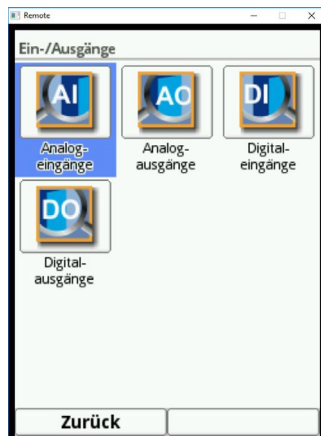 Remote
Ein-/Ausgänge
AI
AO
DI
Analog-
eingänge
Analog-
ausgänge
Digital-
eingänge
DO
Digital-
ausgänge
Zurück